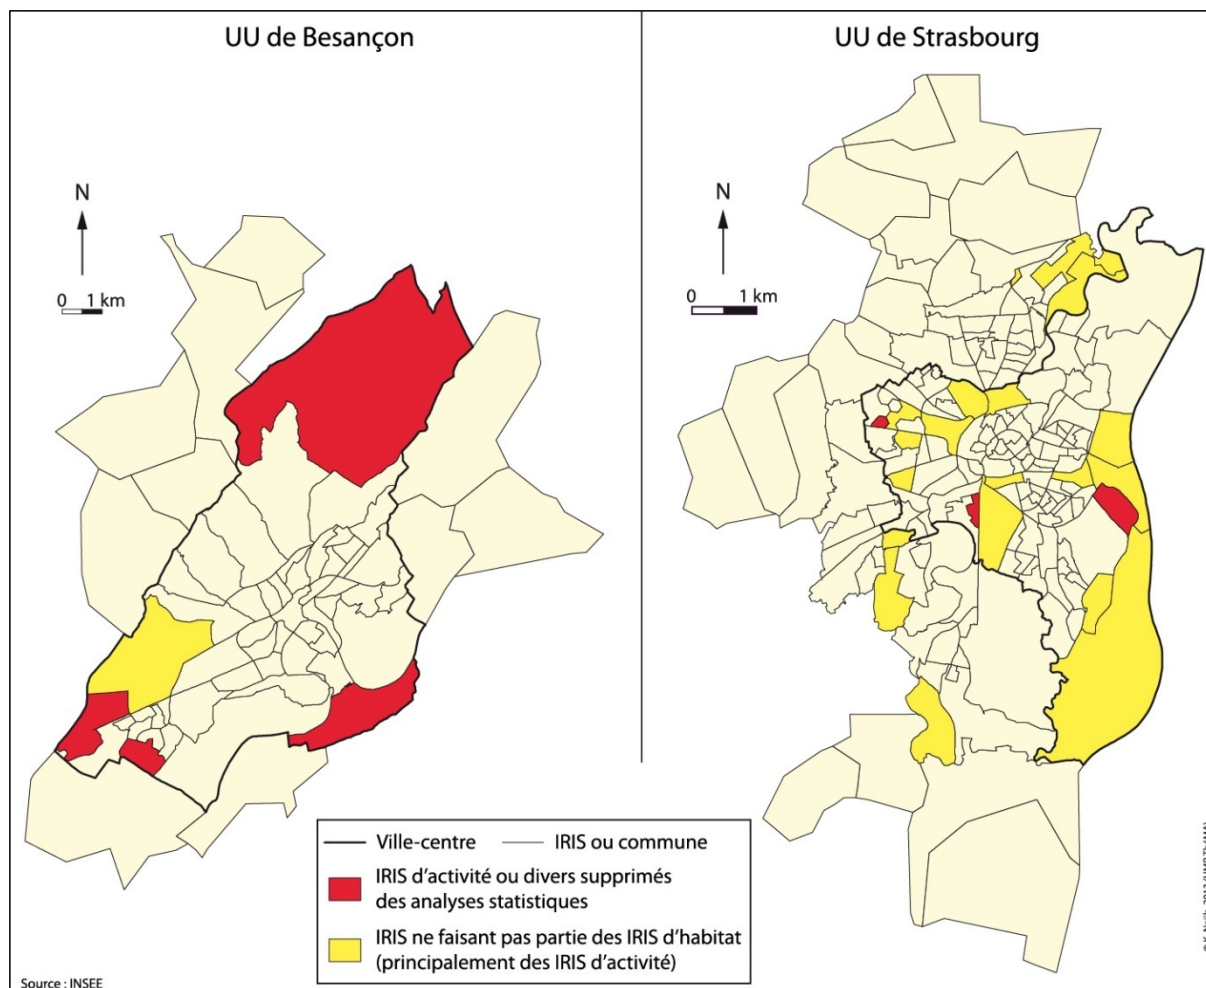 UU de Besançon
UU de Strasbourg
N
0 1 km
N
0 1 km
Ville-centre
IRIS ou commune
IRIS d'activité ou divers supprimés
des analyses statistiques
IRIS ne faisant pas partie des IRIS d'habitat
(principalement des IRIS d'activité)
Source : INSEE